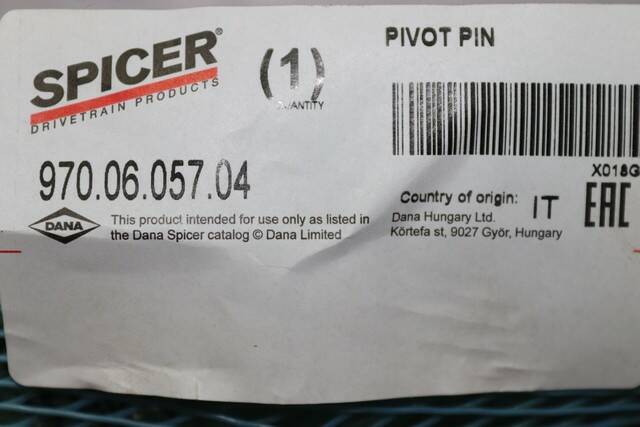 SPICER®
DRIVETRAIN PRODUCTS
(1)
QUANTITY
PIVOT PIN
X018G
970.06.057.04
DANA
This product intended for use only as listed in
the Dana Spicer catalog © Dana Limited
Country of origin: IT
Dana Hungary Ltd.
Körtefa st, 9027 Győr, Hungary
EAC